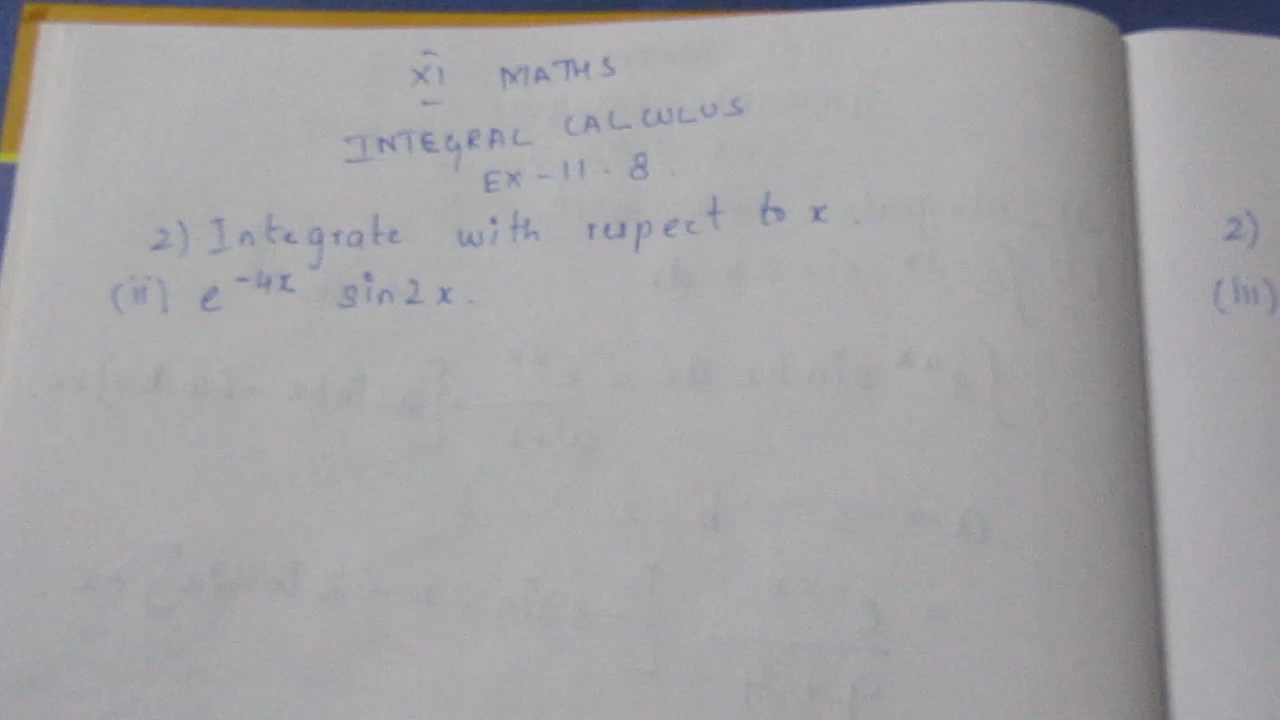 XI MATHS
INTEGRAL CALCULUS
EX - 11.8.
2) Integrate with respect to x.
(ii) e^-4x sin 2x.
2)
(iii)